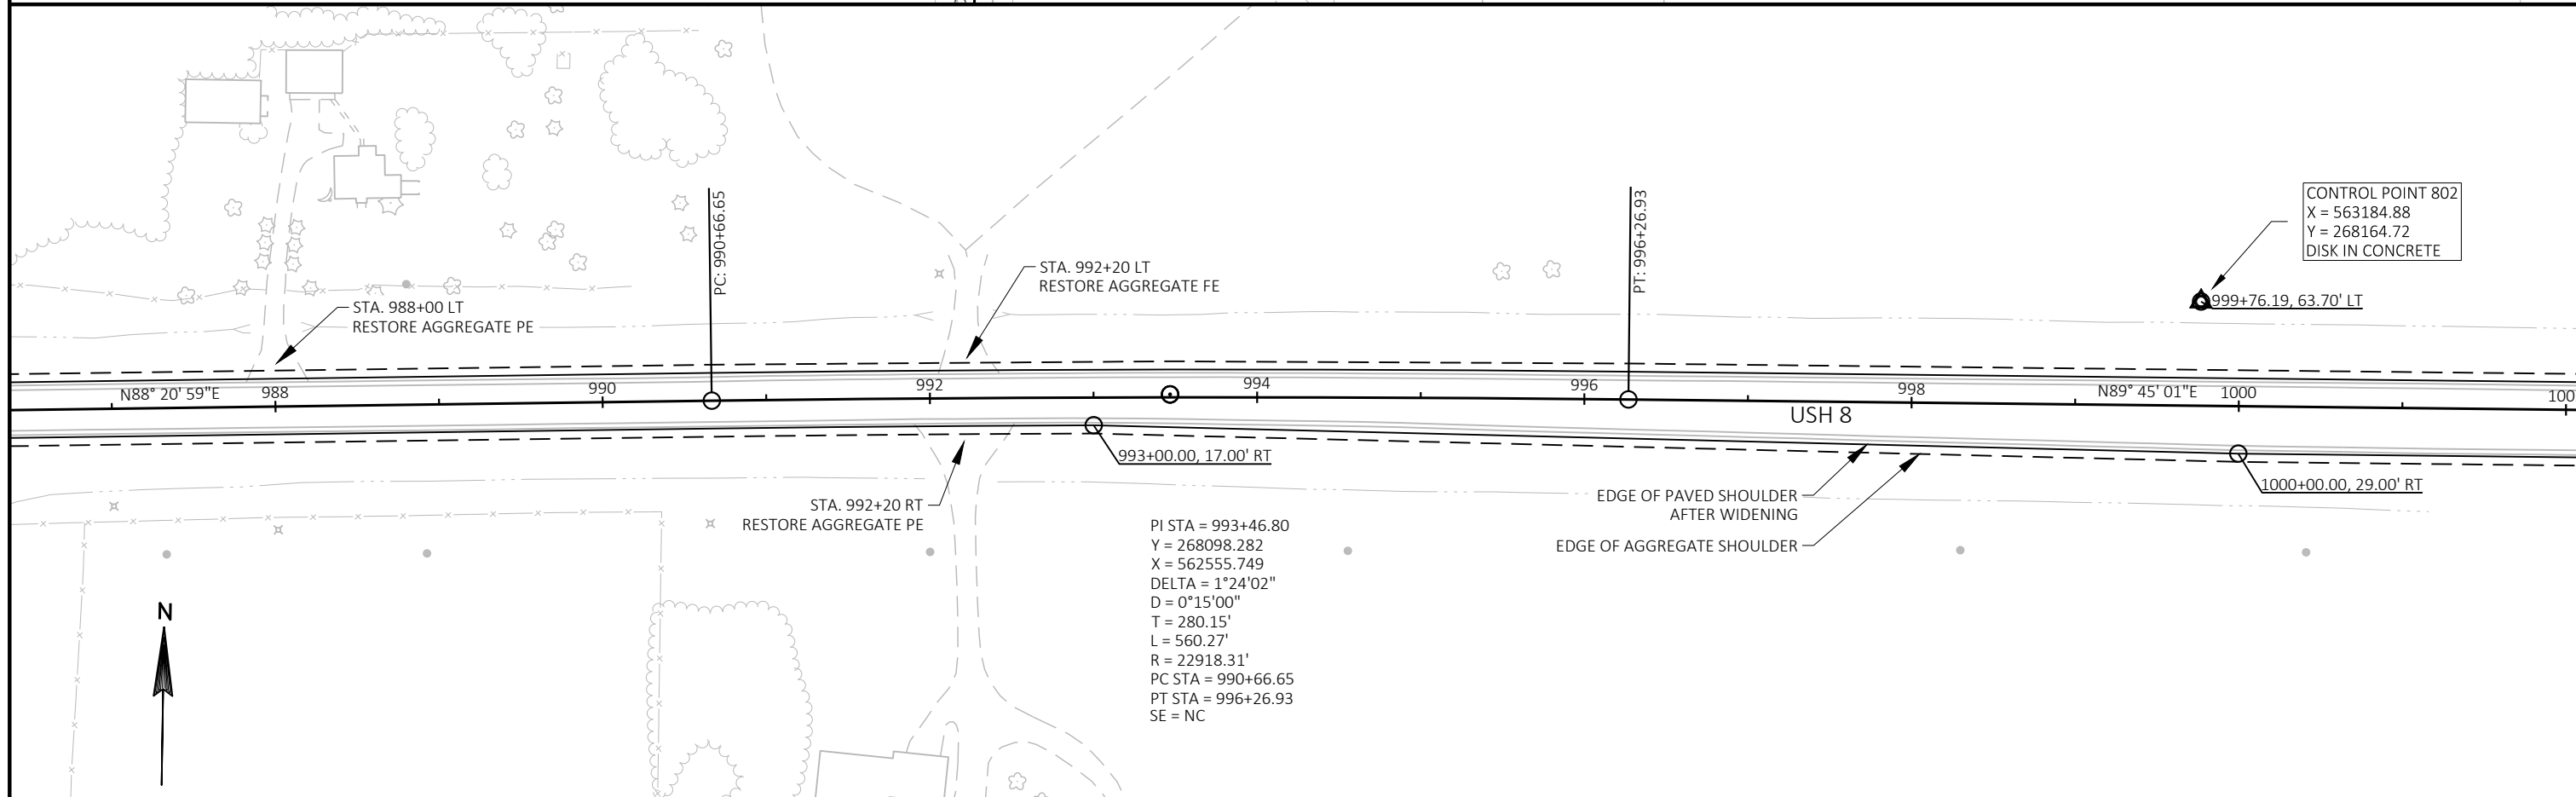 PC: 990+66.65
PT: 996+26.93
CONTROL POINT 802
X = 563184.88
Y = 268164.72
DISK IN CONCRETE
999+76.19, 63.70' LT
STA. 992+20 LT
RESTORE AGGREGATE FE
STA. 988+00 LT
RESTORE AGGREGATE PE
N88° 20' 59"E
988
990
992
994
996
998
N89° 45' 01"E
1000
100
USH 8
993+00.00, 17.00' RT
1000+00.00, 29.00' RT
STA. 992+20 RT
RESTORE AGGREGATE PE
EDGE OF PAVED SHOULDER
AFTER WIDENING
EDGE OF AGGREGATE SHOULDER
PI STA = 993+46.80
Y = 268098.282
X = 562555.749
DELTA = 1°24'02"
D = 0°15'00"
T = 280.15'
L = 560.27'
R = 22918.31'
PC STA = 990+66.65
PT STA = 996+26.93
SE = NC
N